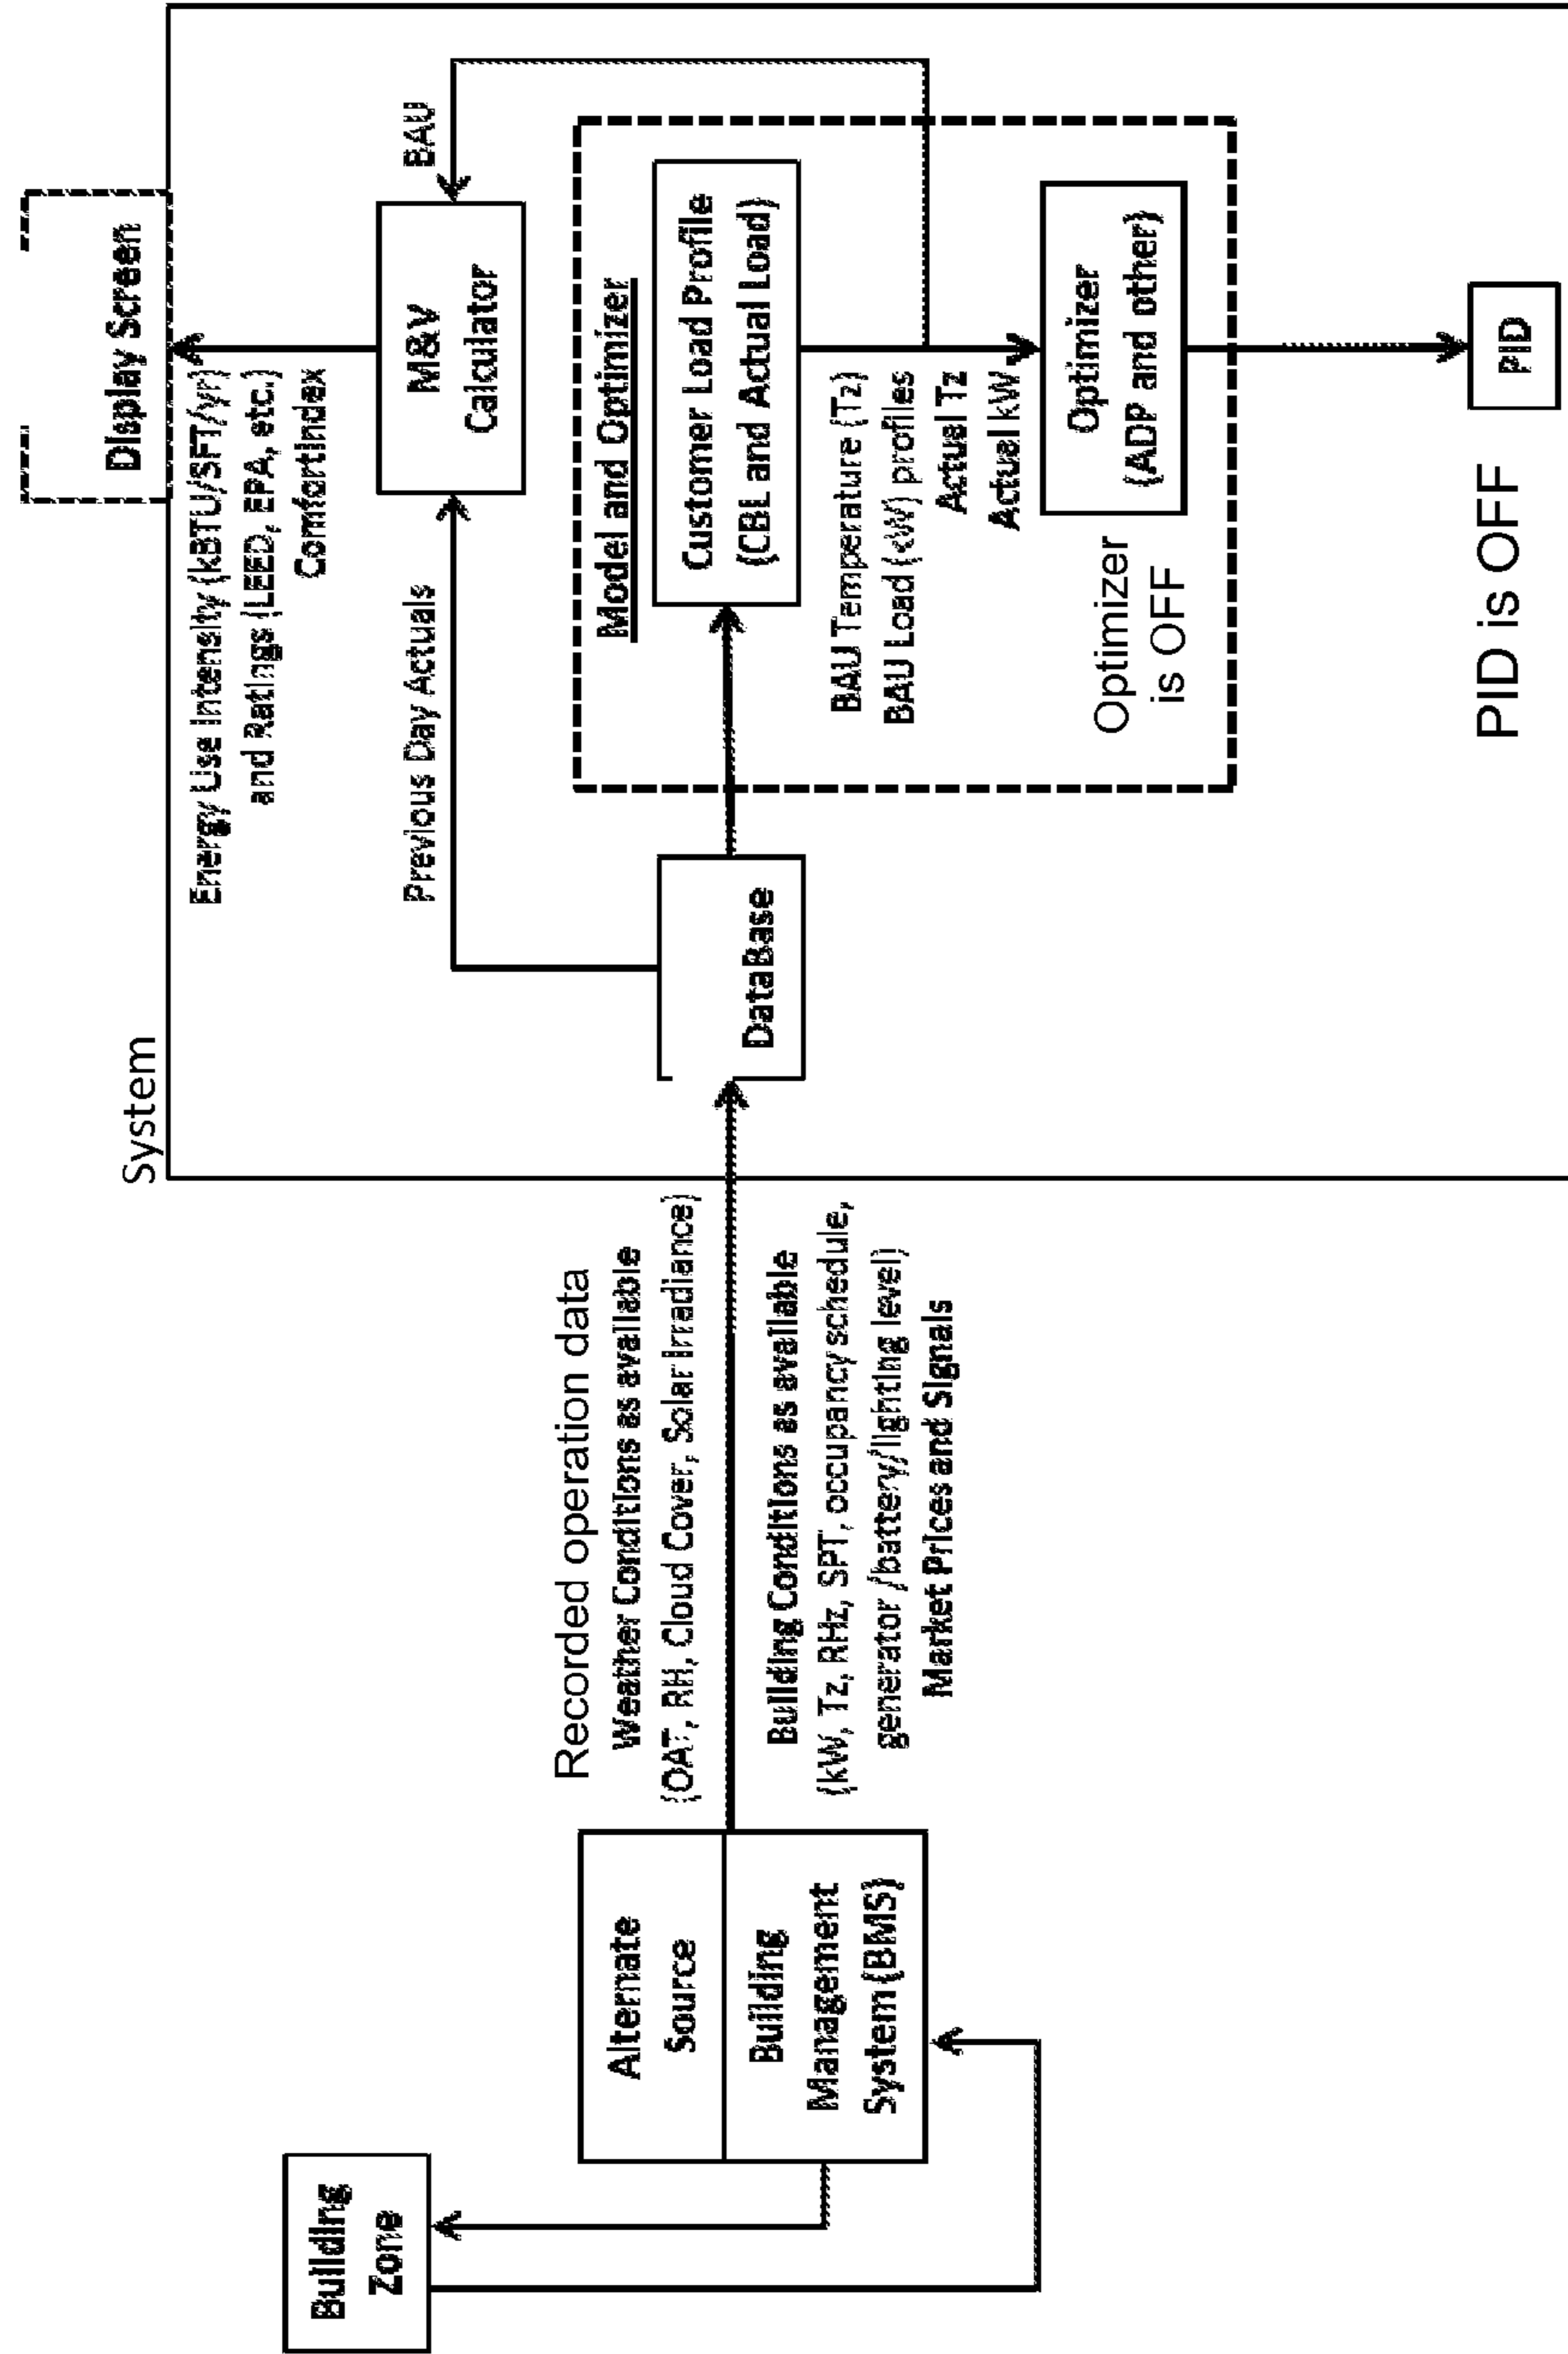 System
Display Screen
Energy Use Intensity (kBTU/SFT/yr)
and Ratings (LEED, EPA, etc.)
ComfortIndex
Previous Day Actuals
M&V
Calculator
BAU
Building
Zone
Alternate
Source
Building
Management
System (BMS)
Recorded operation data
Weather Conditions as available
(OAT, RH, Cloud Cover, Solar Irradiance)
Building Conditions as available
(kW, Tz, RHz, SPT, occupancy schedule,
generator /battery/lighting level)
Market Prices and Signals
DataBase
Model and Optimizer
Customer Load Profile
(CBL and Actual Load)
BAU Temperature (Tz)
BAU Load (kW) profiles
Actual Tz
Actual kW
Optimizer
is OFF
Optimizer
(ADP and other)
PID is OFF
PID